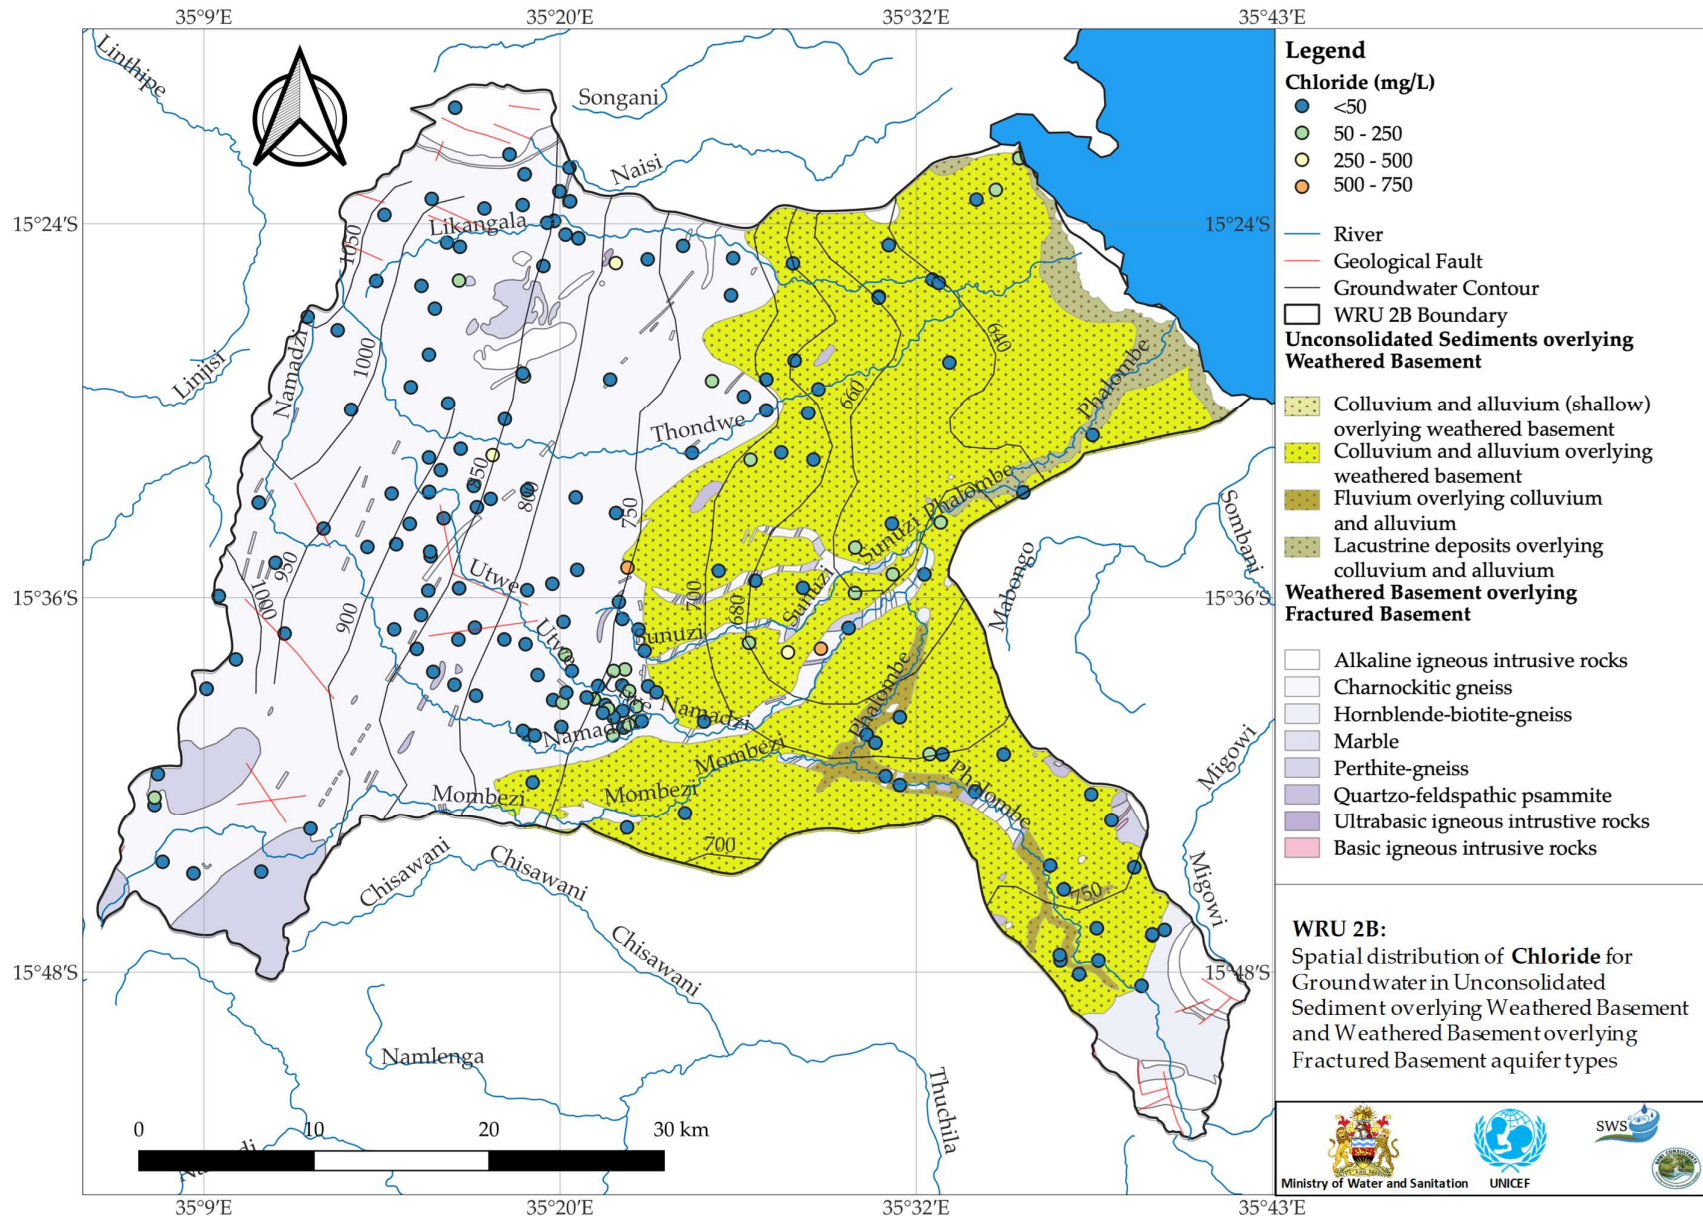 35°9′E
35°20′E
35°32′E
35°43′E
Linthipe
Songani
Naisi
Likangala
15°24′S
15°24′S
1050
Namadzi
Linjisi
1000
640
660
Phalombe
Thondwe
850
800
750
Phalombe
Sunuzi
Sombani
Mabongo
950
1000
900
Utwe
Utwe
700
680
Sunuzi
Sunuzi
15°36′S
15°36′S
Namadzi
Phalombe
Mombezi
Mombezi
Mombezi
Phalombe
Migowi
Migowi
700
750
Chisawani
Chisawani
Chisawani
15°48′S
15°48′S
Namlenga
Thuchila
0 10 20 30 km
35°9′E
35°20′E
35°32′E
35°43′E
Legend
Chloride (mg/L)
<50
50 - 250
250 - 500
500 - 750
River
Geological Fault
Groundwater Contour
WRU 2B Boundary
Unconsolidated Sediments overlying
Weathered Basement
Colluvium and alluvium (shallow)
overlying weathered basement
Colluvium and alluvium overlying
weathered basement
Fluvium overlying colluvium
and alluvium
Lacustrine deposits overlying
colluvium and alluvium
Weathered Basement overlying
Fractured Basement
Alkaline igneous intrusive rocks
Charnockitic gneiss
Hornblende-biotite-gneiss
Marble
Perthite-gneiss
Quartzo-feldspathic psammite
Ultrabasic igneous intrustive rocks
Basic igneous intrusive rocks
WRU 2B:
Spatial distribution of Chloride for
Groundwater in Unconsolidated
Sediment overlying Weathered Basement
and Weathered Basement overlying
Fractured Basement aquifer types
Ministry of Water and Sanitation
UNICEF
SWS